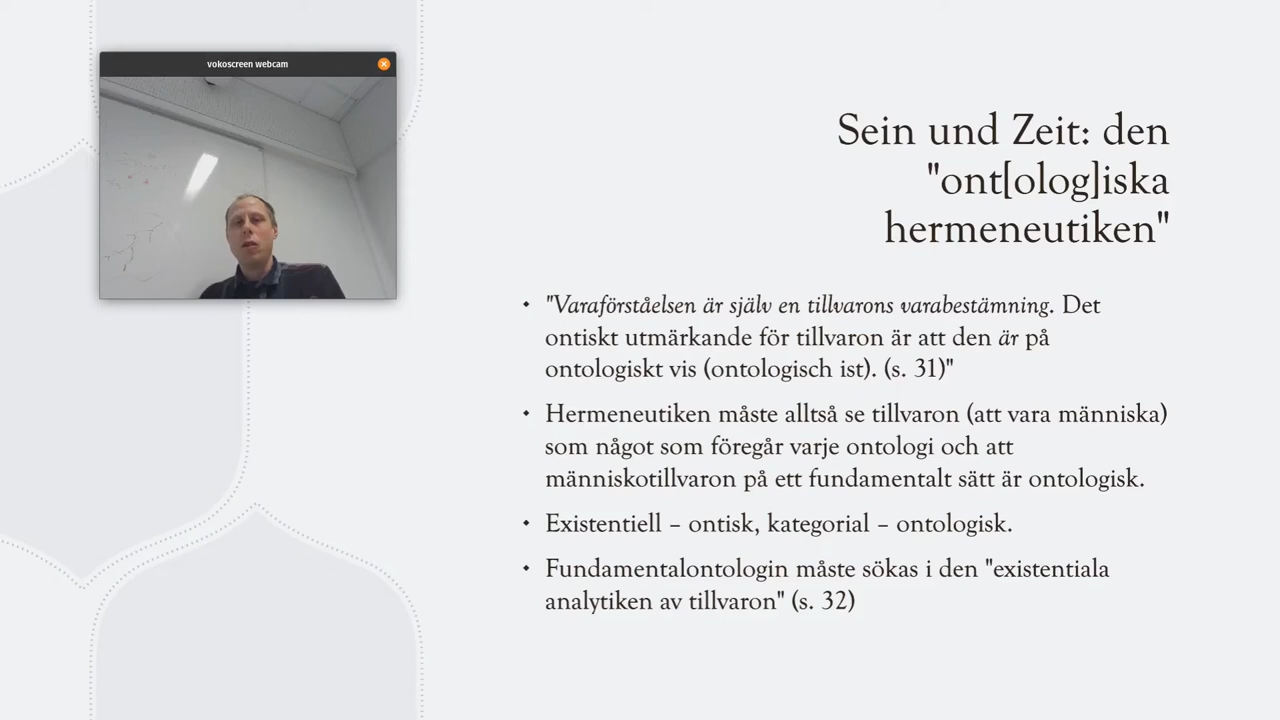 vokoscreen webcam
Sein und Zeit: den
"ont[olog]iska
hermeneutiken"
"Varaförståelsen är själv en tillvarons varabestämning. Det
ontiskt utmärkande för tillvaron är att den är på
ontologiskt vis (ontologisch ist). (s. 31)"
Hermeneutiken måste alltså se tillvaron (att vara människa)
som något som föregår varje ontologi och att
människotillvaron på ett fundamentalt sätt är ontologisk.
Existentiell – ontisk, kategorial – ontologisk.
Fundamentalontologin måste sökas i den "existentiala
analytiken av tillvaron" (s. 32)